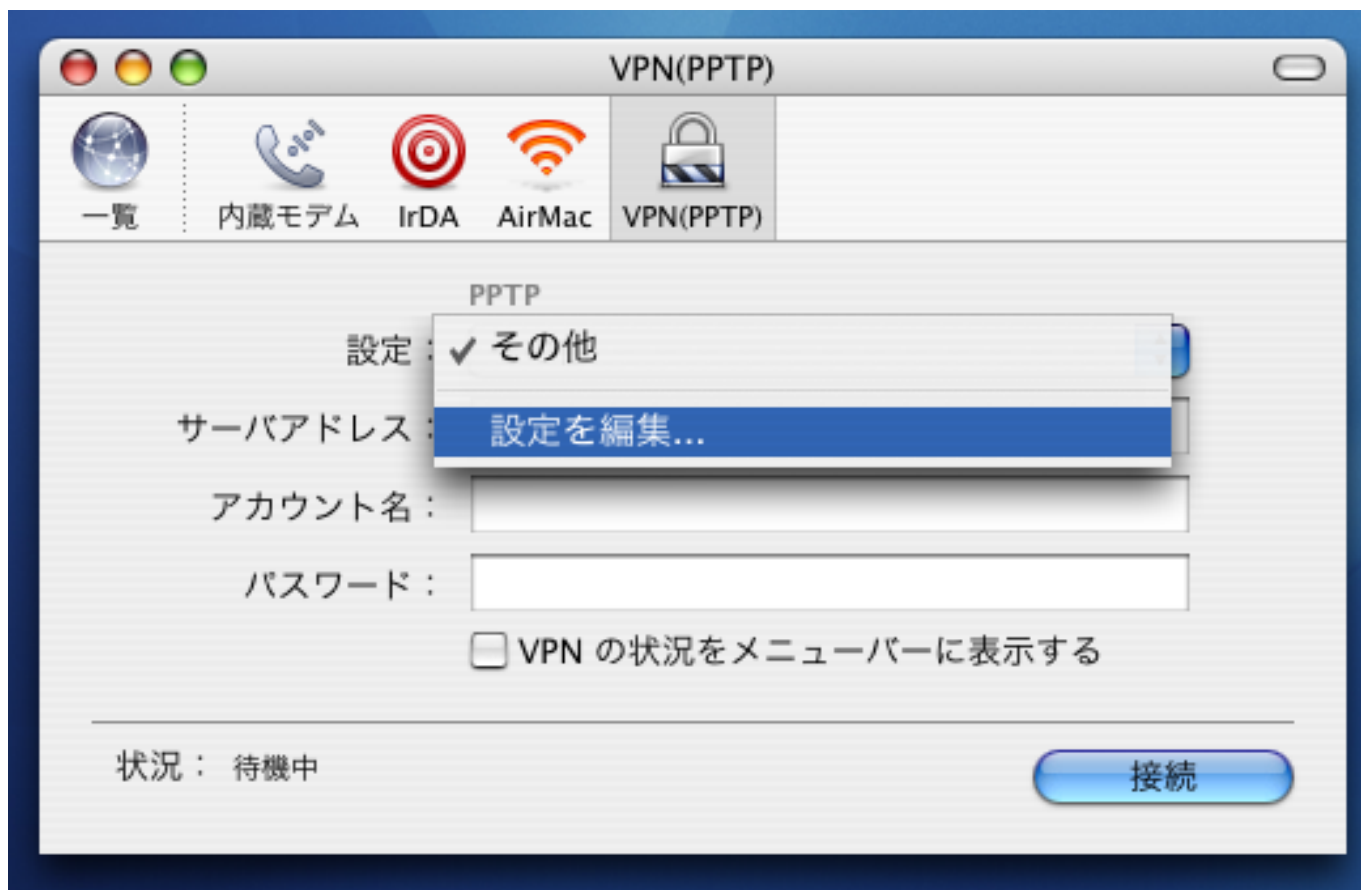 VPN(PPTP)
一覧
内蔵モデム
IrDA
AirMac
VPN(PPTP)
PPTP
設定：
✓ その他
サーバアドレス：
設定を編集...
アカウント名：
パスワード：
VPN の状況をメニューバーに表示する
状況： 待機中
接続